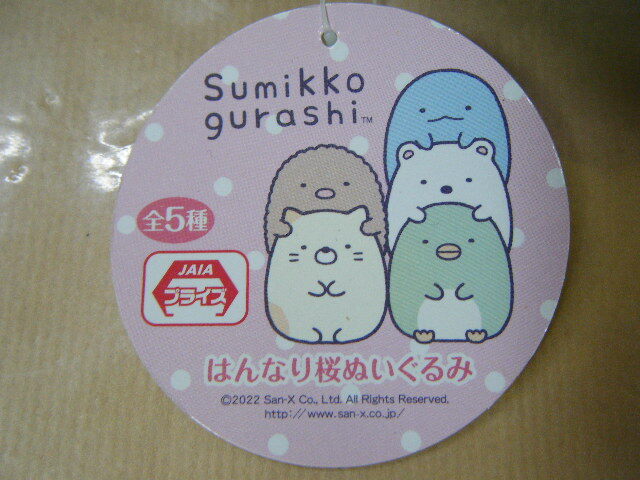 Sumikko
gurashi™
全5種
JAIA
プライズ
はんなり桜ぬいぐるみ
©2022 San-X Co., Ltd. All Rights Reserved.
http://www.san-x.co.jp/